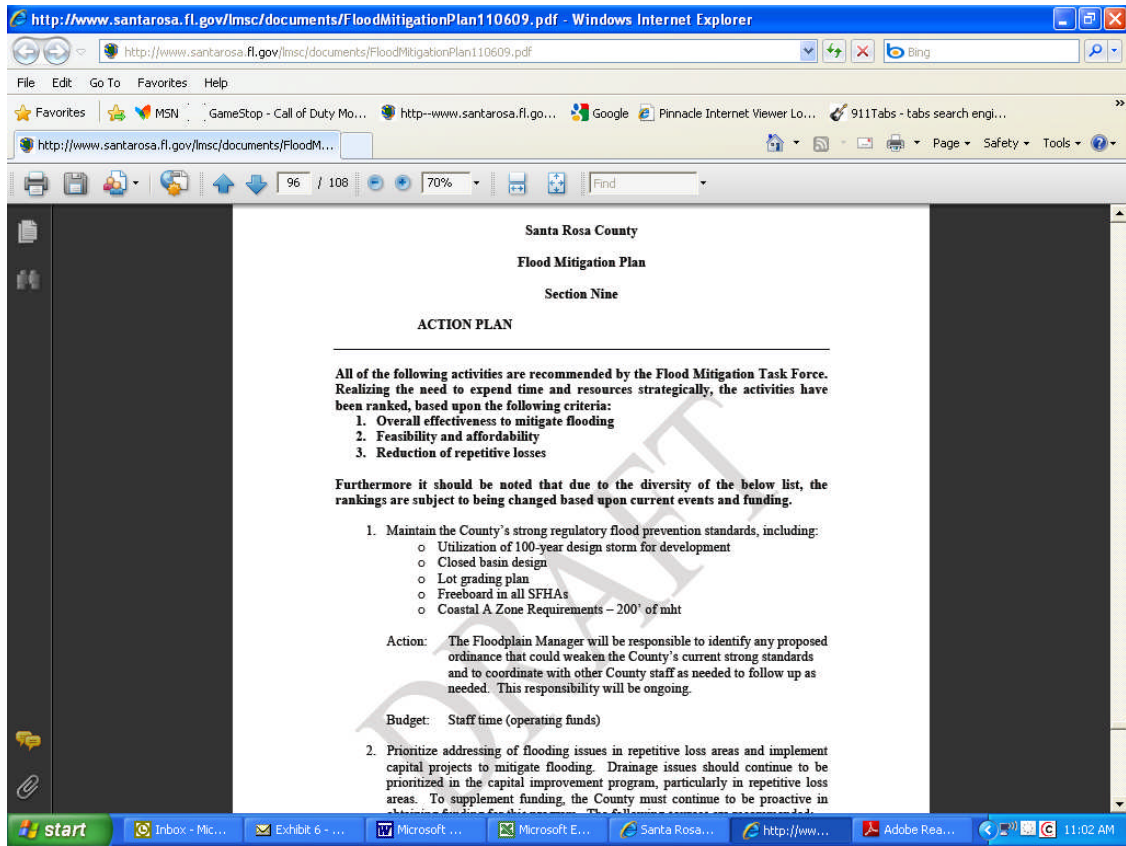 http://www.santarosa.fl.gov/lmsc/documents/FloodMitigationPlan110609.pdf - Windows Internet Explorer
http://www.santarosa.fl.gov/lmsc/documents/FloodMitigationPlan110609.pdf
Bing
File Edit Go To Favorites Help
Favorites MSN GameStop - Call of Duty Mo... http--www.santarosa.fl.go... Google Pinnacle Internet Viewer Lo... 911Tabs - tabs search engi... »
http://www.santarosa.fl.gov/lmsc/documents/FloodM... Page Safety Tools
96 / 108 70% Find
Santa Rosa County
Flood Mitigation Plan
Section Nine
ACTION PLAN
All of the following activities are recommended by the Flood Mitigation Task Force.
Realizing the need to expend time and resources strategically, the activities have
been ranked, based upon the following criteria:
1. Overall effectiveness to mitigate flooding
2. Feasibility and affordability
3. Reduction of repetitive losses
Furthermore it should be noted that due to the diversity of the below list, the
rankings are subject to being changed based upon current events and funding.
1. Maintain the County's strong regulatory flood prevention standards, including:
o Utilization of 100-year design storm for development
o Closed basin design
o Lot grading plan
o Freeboard in all SFHAs
o Coastal A Zone Requirements – 200' of mht
Action: The Floodplain Manager will be responsible to identify any proposed
ordinance that could weaken the County's current strong standards
and to coordinate with other County staff as needed to follow up as
needed. This responsibility will be ongoing.
Budget: Staff time (operating funds)
2. Prioritize addressing of flooding issues in repetitive loss areas and implement
capital projects to mitigate flooding. Drainage issues should continue to be
prioritized in the capital improvement program, particularly in repetitive loss
areas. To supplement funding, the County must continue to be proactive in
obtaining funding for this program. The following sources are recommended:
DRAFT
start Inbox - Mic... Exhibit 6 - ... Microsoft ... Microsoft E... Santa Rosa... http://ww... Adobe Rea... 11:02 AM